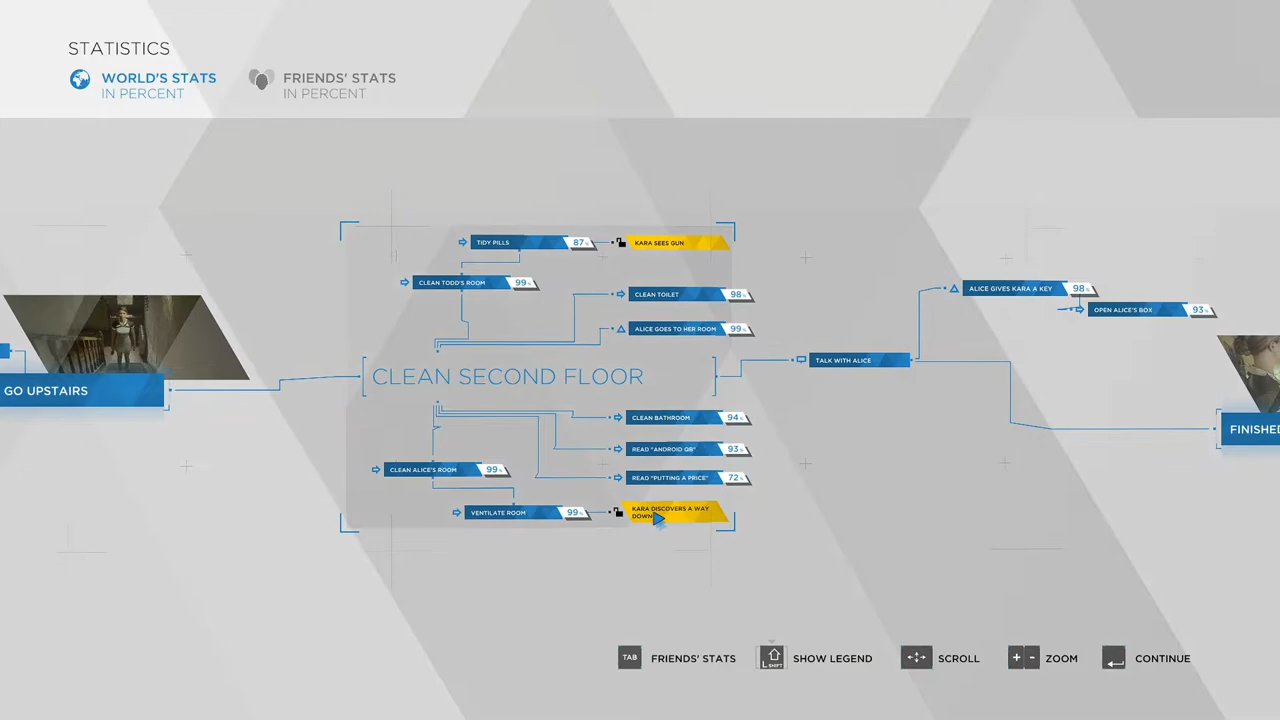 STATISTICS
WORLD'S STATS
IN PERCENT
FRIENDS' STATS
IN PERCENT
TIDY PILLS
87%
KARA SEES GUN
CLEAN TODD'S ROOM
99%
CLEAN TOILET
98%
ALICE GOES TO HER ROOM
99%
ALICE GIVES KARA A KEY
98%
OPEN ALICE'S BOX
93%
TALK WITH ALICE
CLEAN SECOND FLOOR
GO UPSTAIRS
CLEAN BATHROOM
94%
READ "ANDROID QB"
93%
CLEAN ALICE'S ROOM
99%
READ "PUTTING A PRICE"
72%
VENTILATE ROOM
99%
KARA DISCOVERS A WAY
DOWN
FINISHED
TAB
FRIENDS' STATS
L SHIFT
SHOW LEGEND
SCROLL
+ -
ZOOM
CONTINUE